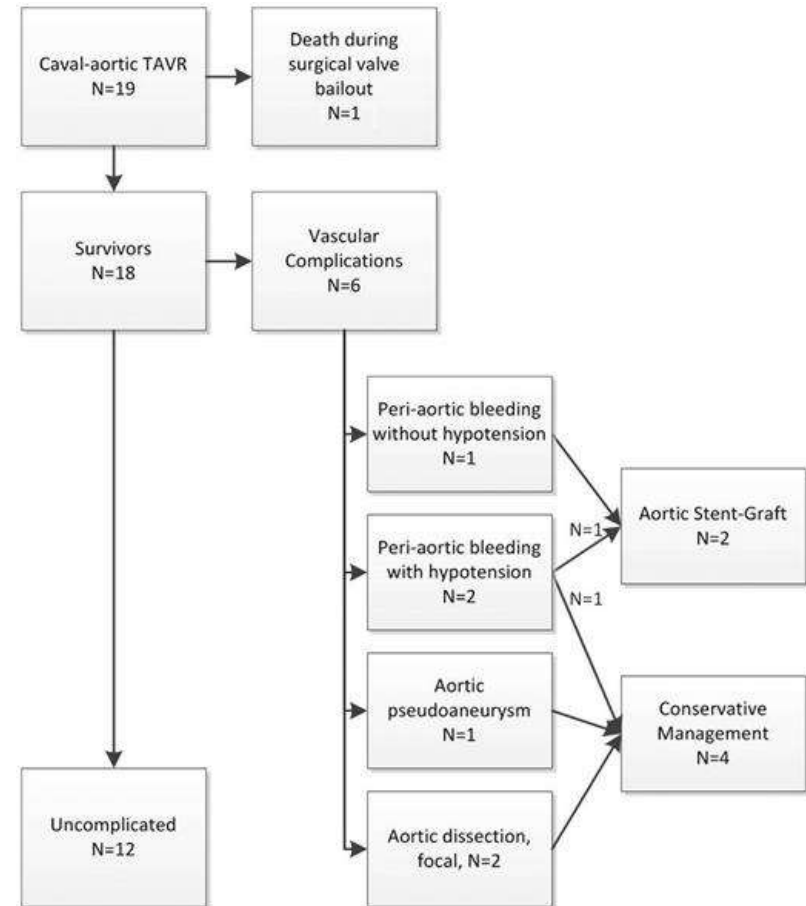 Caval-aortic TAVR
N=19
Death during
surgical valve
bailout
N=1
Survivors
N=18
Vascular
Complications
N=6
Peri-aortic bleeding
without hypotension
N=1
Peri-aortic bleeding
with hypotension
N=2
N=1
N=1
Aortic Stent-Graft
N=2
Aortic
pseudoaneurysm
N=1
Conservative
Management
N=4
Uncomplicated
N=12
Aortic dissection,
focal, N=2